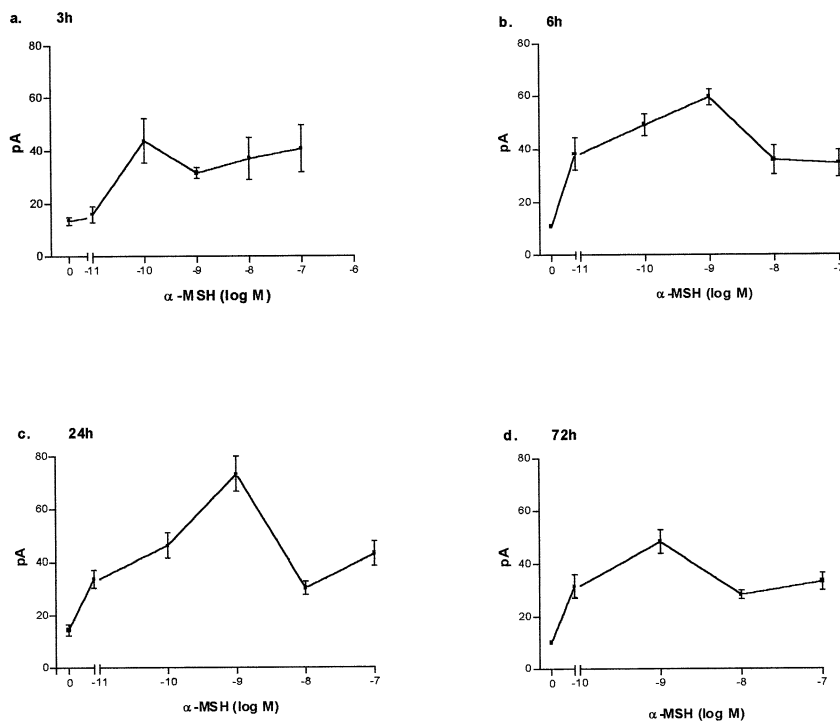 a. 3h
80
60
40
20
0
pA
0 -11 -10 -9 -8 -7 -6
α -MSH (log M)
b. 6h
80
60
40
20
0
pA
0 -11 -10 -9 -8 -7
α -MSH (log M)
c. 24h
80
60
40
20
0
pA
0 -11 -10 -9 -8 -7
α -MSH (log M)
d. 72h
80
60
40
20
0
pA
0 -10 -9 -8 -7
α -MSH (log M)